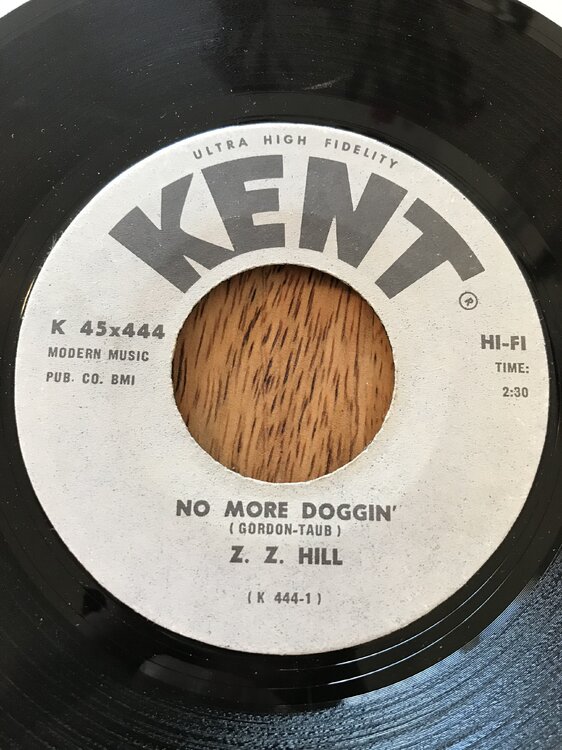 ULTRA HIGH FIDELITY
KENT
®
K 45x444
MODERN MUSIC
PUB. CO. BMI
HI-FI
TIME:
2:30
NO MORE DOGGIN'
(GORDON-TAUB)
Z. Z. HILL
(K 444-1)